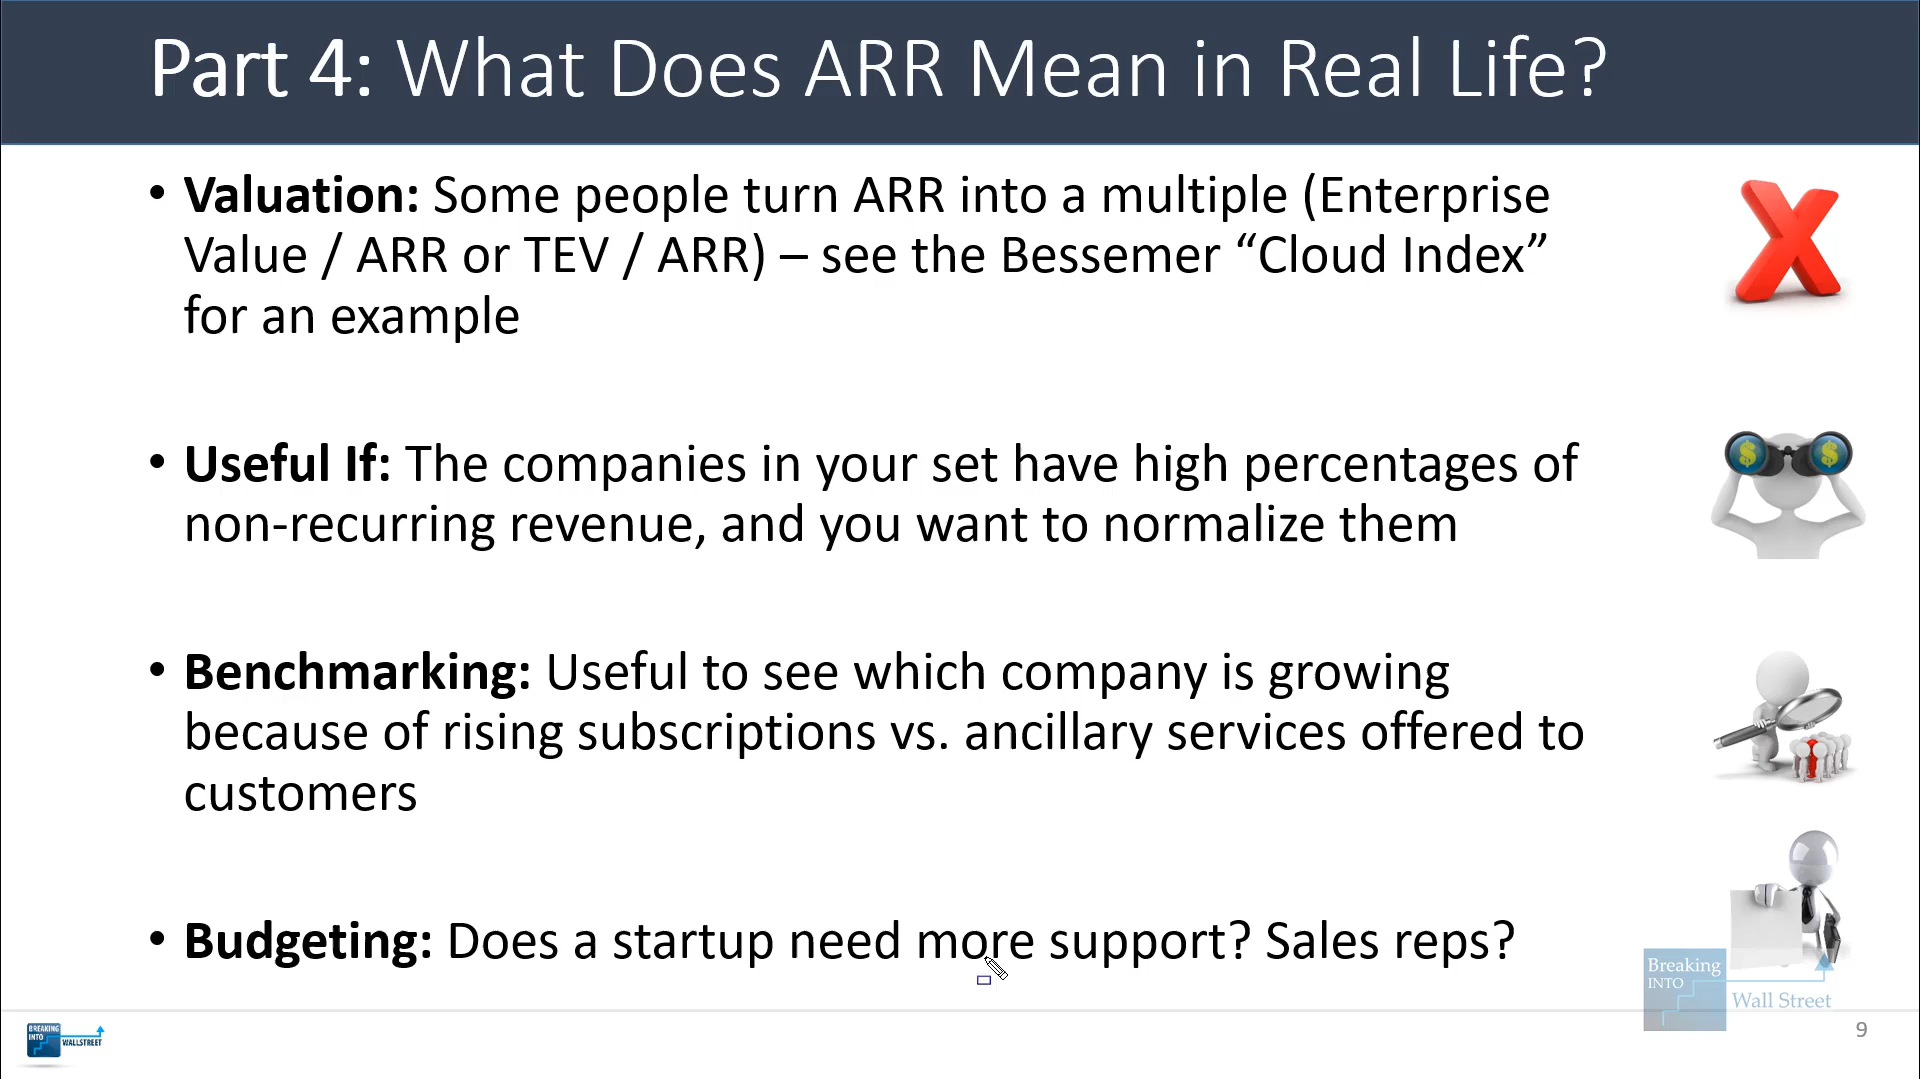 Part 4: What Does ARR Mean in Real Life?
• Valuation: Some people turn ARR into a multiple (Enterprise
Value / ARR or TEV / ARR) – see the Bessemer “Cloud Index”
for an example
• Useful If: The companies in your set have high percentages of
non-recurring revenue, and you want to normalize them
• Benchmarking: Useful to see which company is growing
because of rising subscriptions vs. ancillary services offered to
customers
• Budgeting: Does a startup need more support? Sales reps?
Breaking
INTO
Wall Street
BREAKING
INTO
WALLSTREET
9